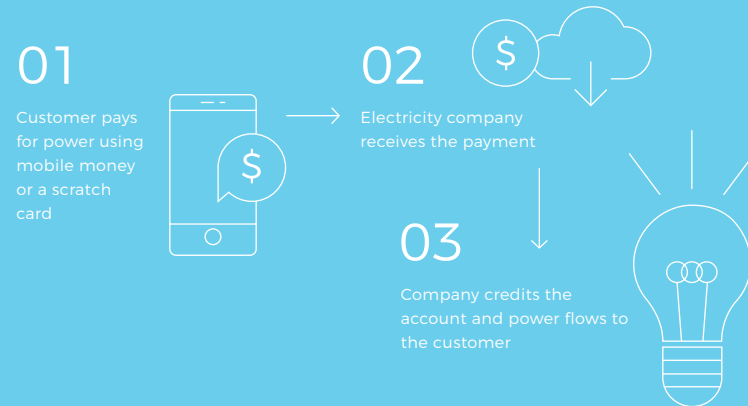 01
Customer pays
for power using
mobile money
or a scratch
card
$
02
$
Electricity company
receives the payment
03
Company credits the
account and power flows to
the customer